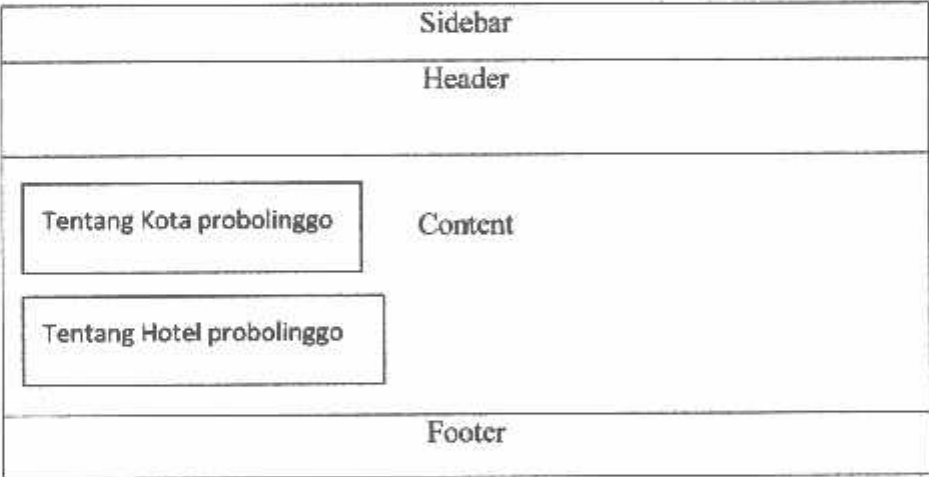 Sidebar
Header
Tentang Kota probolinggo
Content
Tentang Hotel probolinggo
Footer